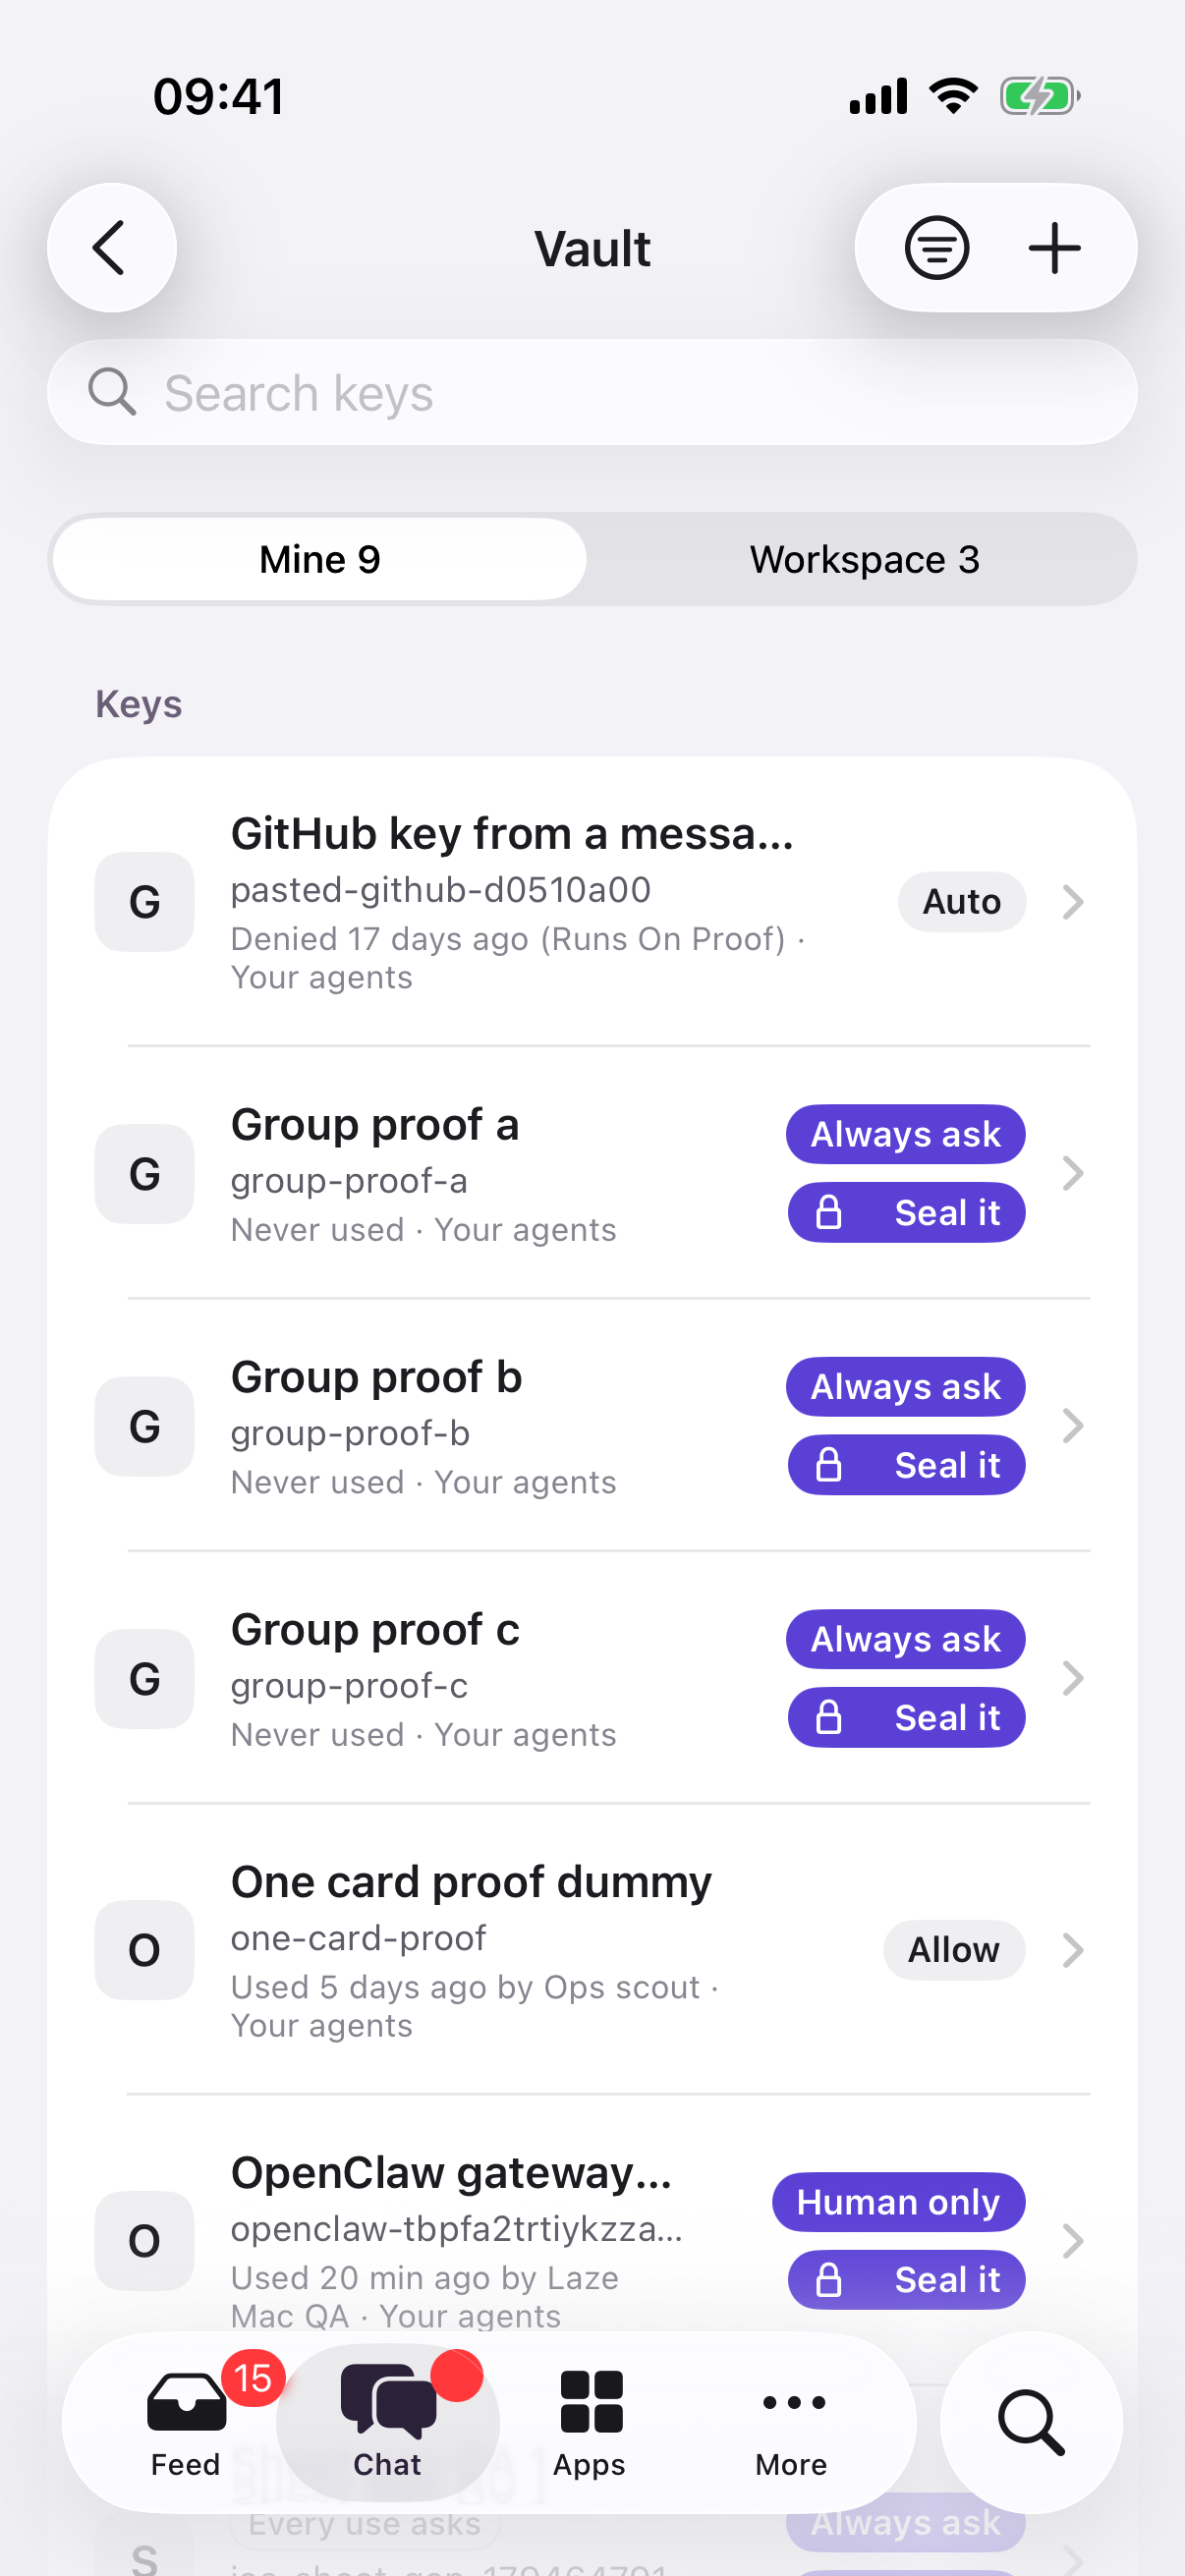 09:41
Vault
Search keys
Mine 9
Workspace 3
Keys
G
GitHub key from a messa...
pasted-github-d0510a00
Denied 17 days ago (Runs On Proof) ·
Your agents
Auto
G
Group proof a
group-proof-a
Never used · Your agents
Always ask
Seal it
G
Group proof b
group-proof-b
Never used · Your agents
Always ask
Seal it
G
Group proof c
group-proof-c
Never used · Your agents
Always ask
Seal it
O
One card proof dummy
one-card-proof
Used 5 days ago by Ops scout ·
Your agents
Allow
O
OpenClaw gateway...
openclaw-tbpfa2trtiykzza...
Used 20 min ago by Laze
Mac QA · Your agents
Human only
Seal it
15
Feed
Chat
Apps
More
Every use asks
Always ask
S